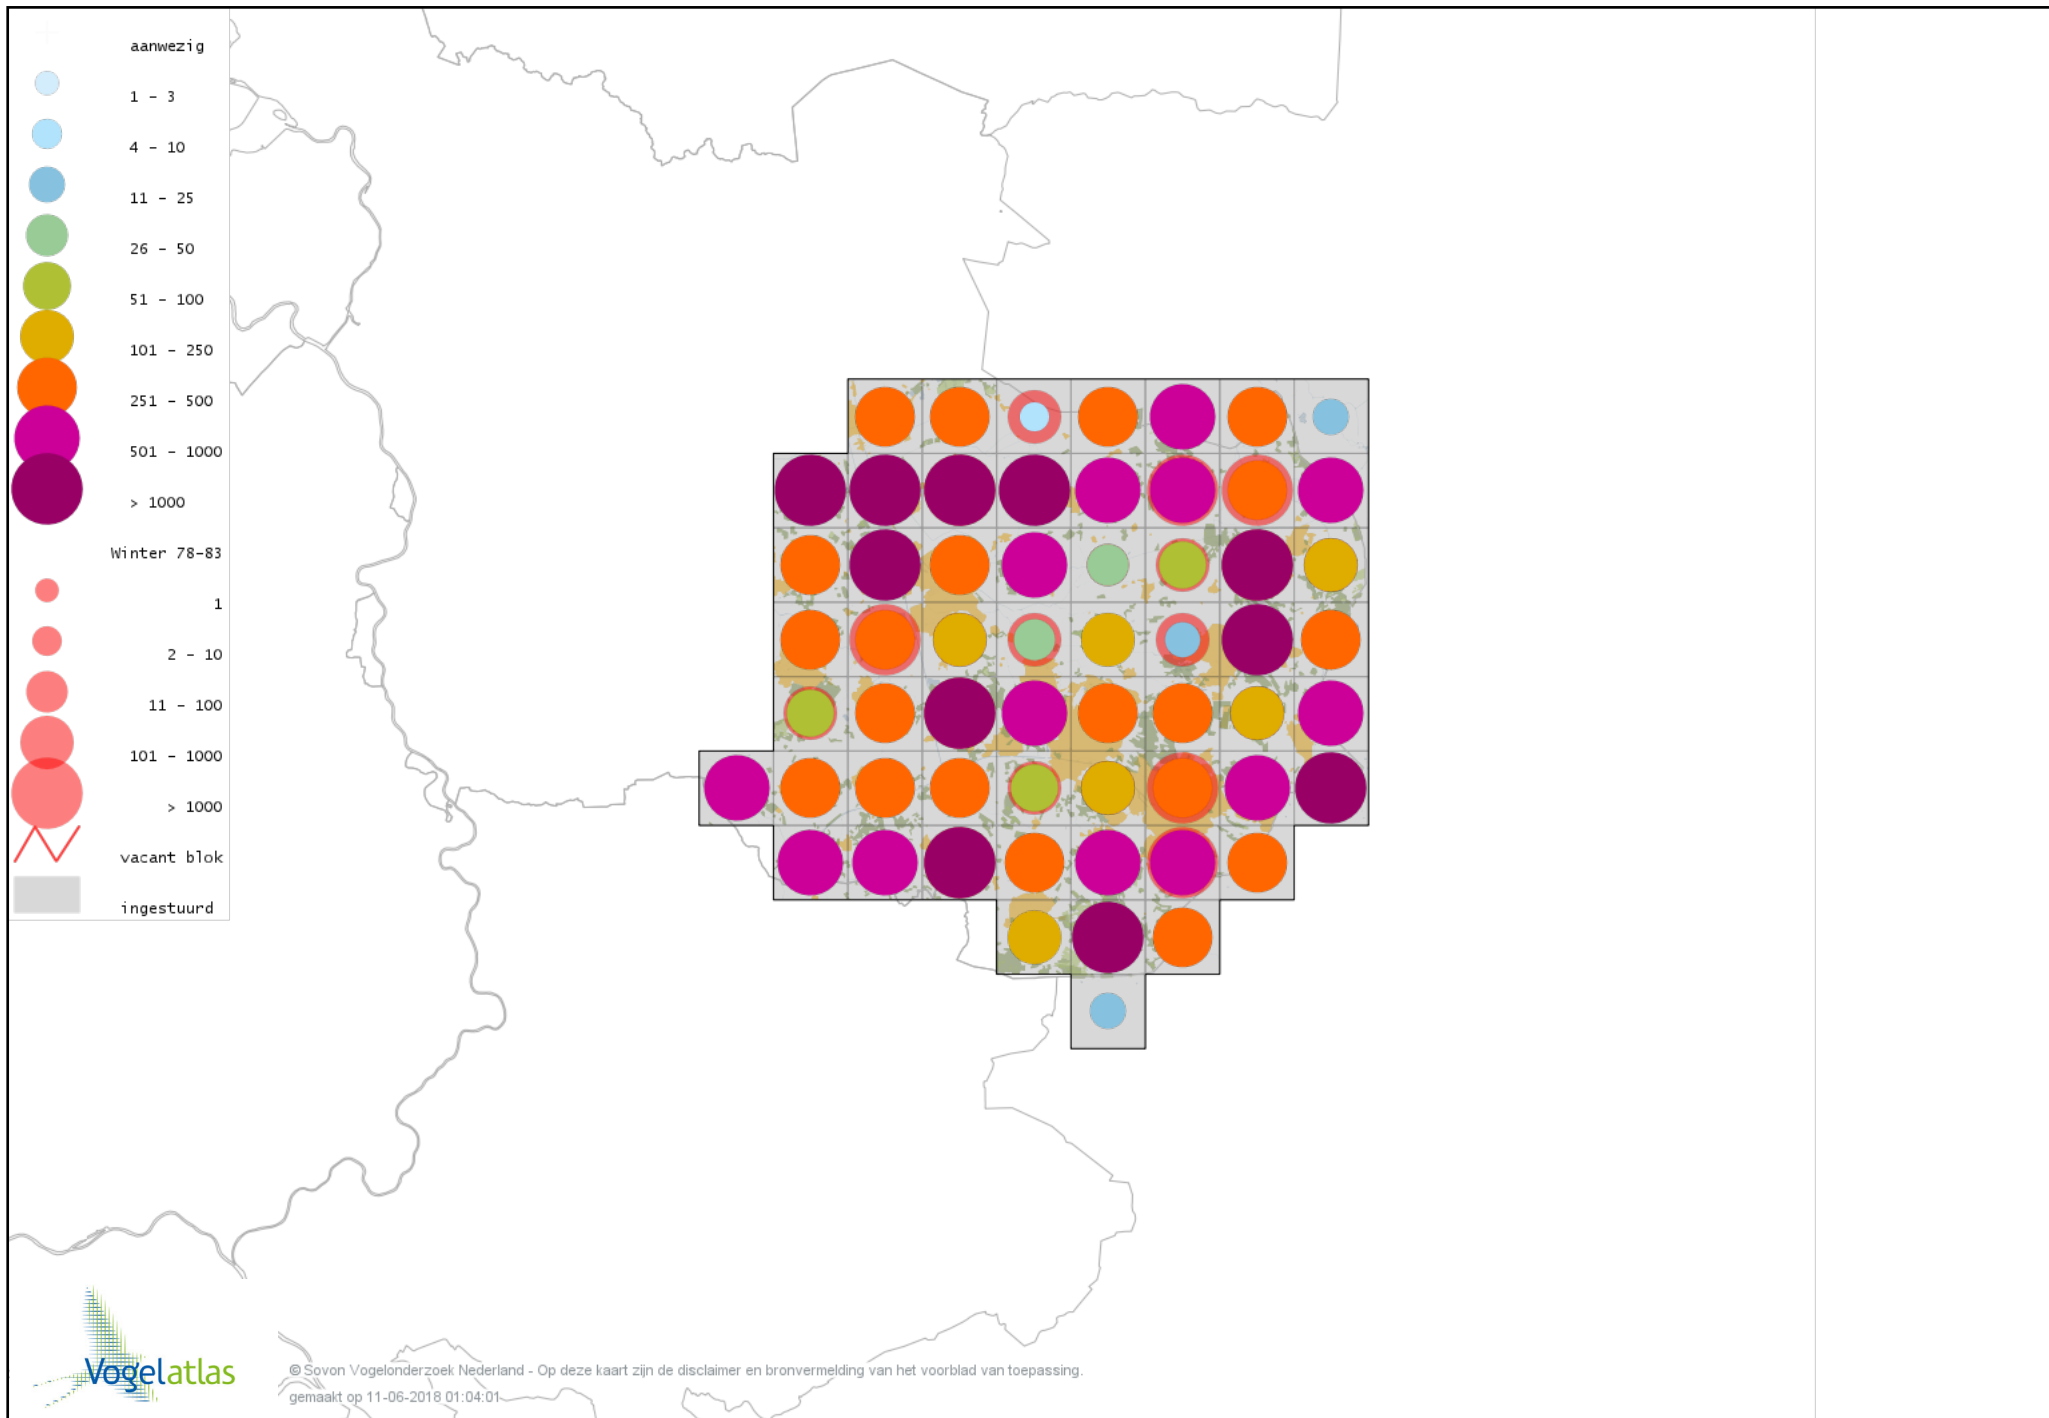 aanwezig
1 - 3
4 - 10
11 - 25
26 - 50
51 - 100
101 - 250
251 - 500
501 - 1000
> 1000
Winter 78-83
1
2 - 10
11 - 100
101 - 1000
> 1000
vacant blok
ingestuurd
Vogelatlas
© Sovon Vogelonderzoek Nederland - Op deze kaart zijn de disclaimer en bronvermelding van het voorblad van toepassing.
gemaakt op 11-06-2018 01:04:01